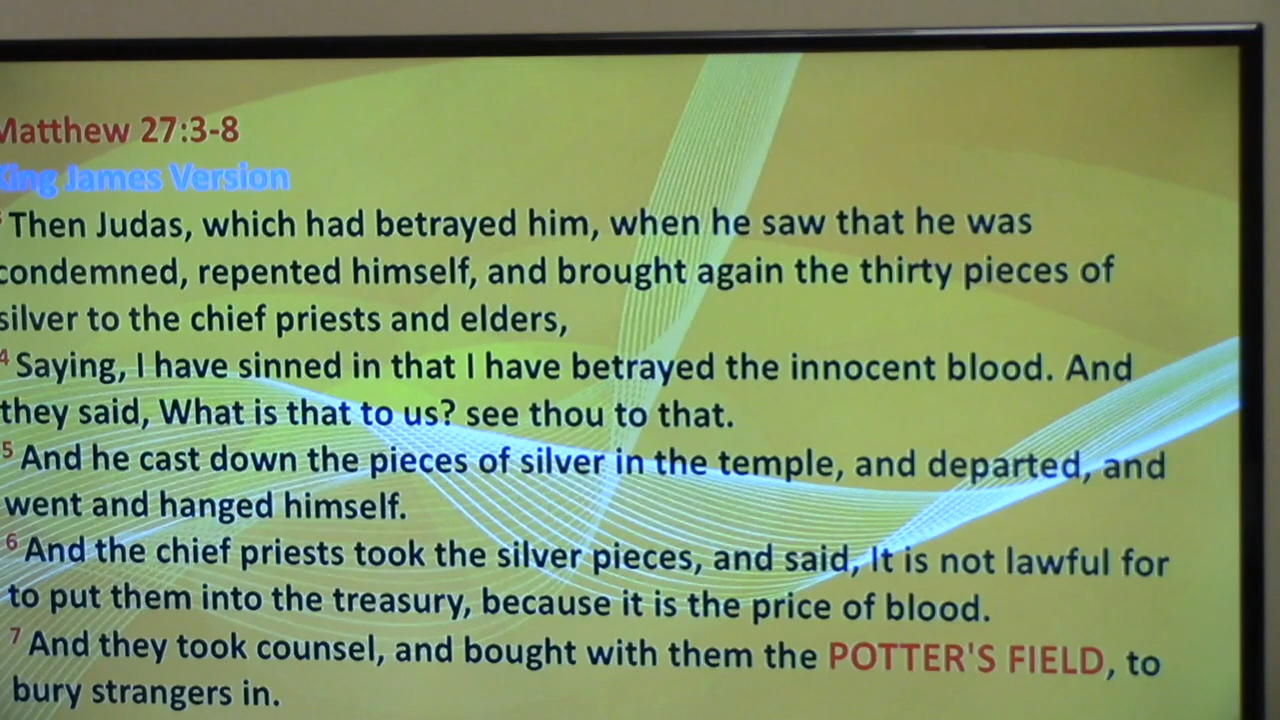 Matthew 27:3-8
King James Version
Then Judas, which had betrayed him, when he saw that he was
condemned, repented himself, and brought again the thirty pieces of
silver to the chief priests and elders,
4 Saying, I have sinned in that I have betrayed the innocent blood. And
they said, What is that to us? see thou to that.
5 And he cast down the pieces of silver in the temple, and departed, and
went and hanged himself.
6 And the chief priests took the silver pieces, and said, It is not lawful for
to put them into the treasury, because it is the price of blood.
7 And they took counsel, and bought with them the POTTER'S FIELD, to
bury strangers in.